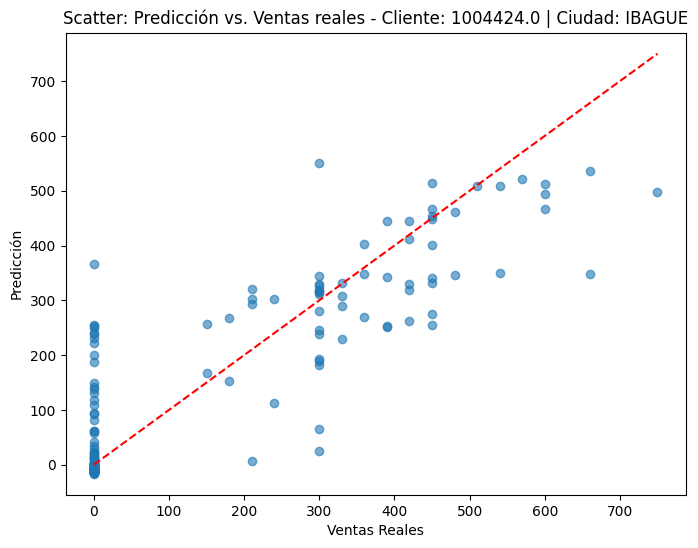 Scatter: Predicción vs. Ventas reales - Cliente: 1004424.0 | Ciudad: IBAGUE
700
600
500
400
300
200
100
0
Predicción
0 100 200 300 400 500 600 700
Ventas Reales